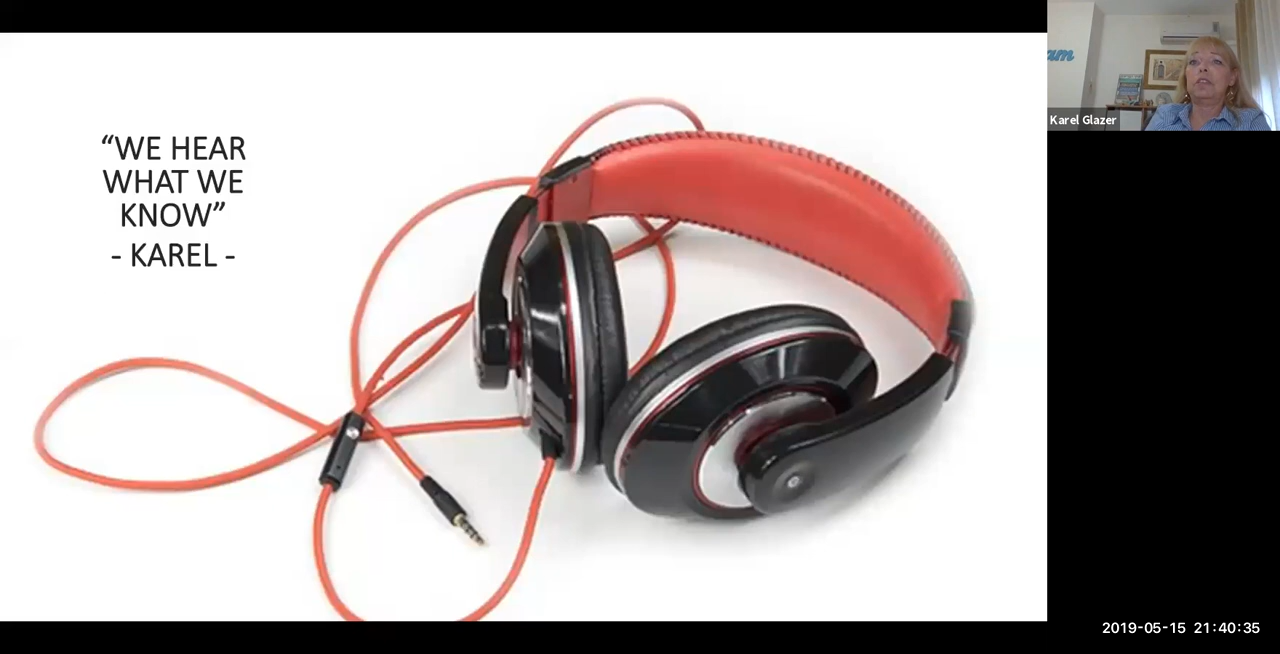 “WE HEAR
WHAT WE
KNOW”
- KAREL -
Karel Glazer
2019-05-15 21:40:35